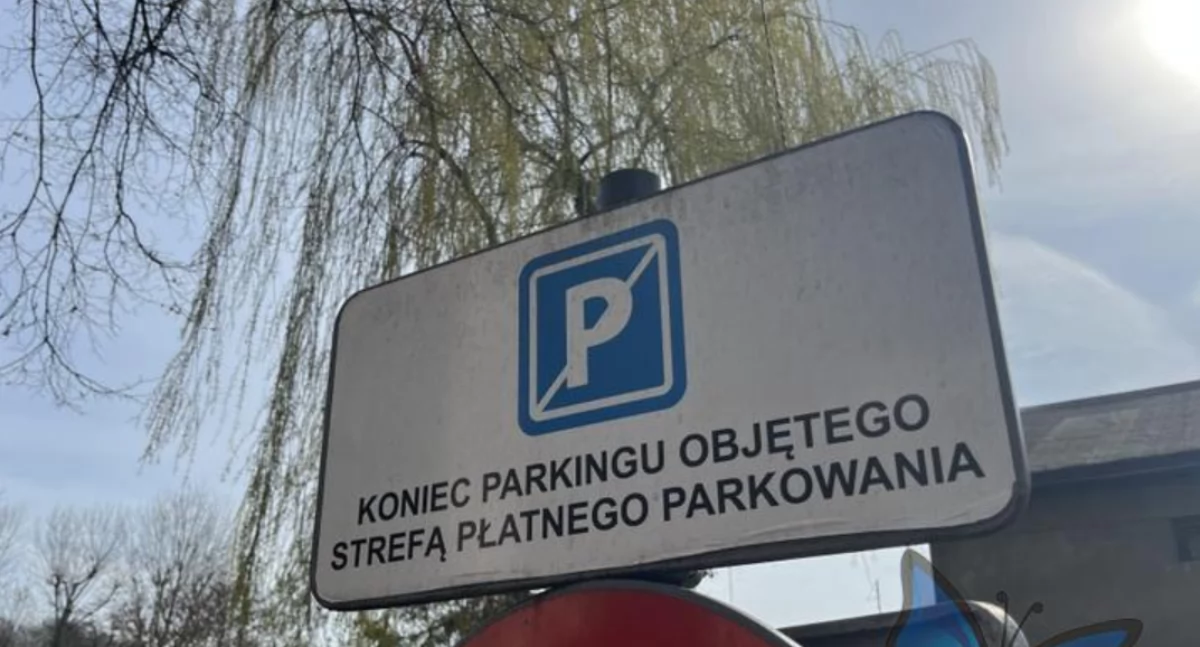 P
KONIEC PARKINGU OBJĘTEGO
STREFĄ PŁATNEGO PARKOWANIA